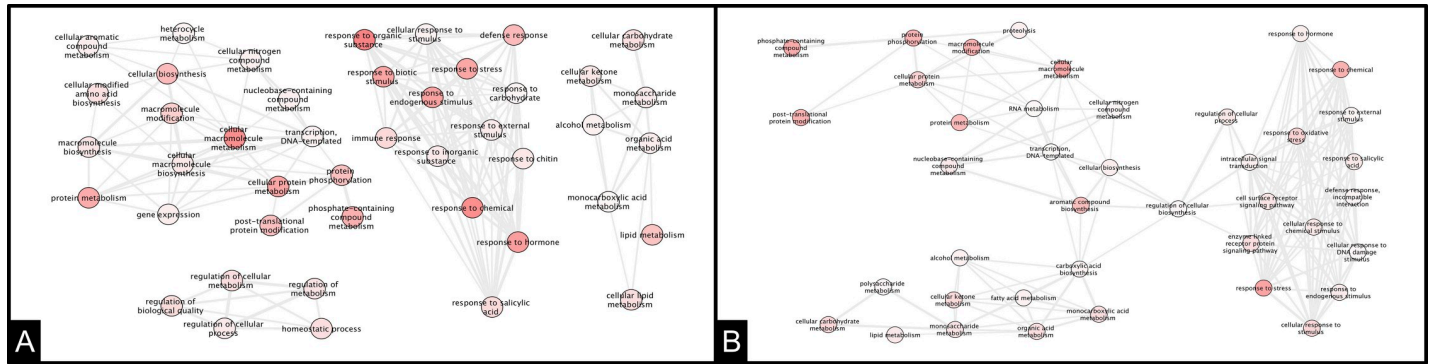 cellular aromatic
compound
metabolism
heterocycle
metabolism
cellular nitrogen
compound
metabolism
cellular biosynthesis
cellular modified
amino acid
biosynthesis
nucleobase-containing
compound
metabolism
macromolecule
modification
cellular
macromolecule
metabolism
transcription,
DNA-templated
macromolecule
biosynthesis
cellular
macromolecule
biosynthesis
protein
phosphorylation
cellular protein
metabolism
protein metabolism
gene expression
post-translational
protein modification
phosphate-containing
compound
metabolism
regulation of cellular
metabolism
regulation of
metabolism
regulation of
biological quality
regulation of cellular
process
homeostatic process
response to organic
substance
cellular response to
stimulus
defense response
response to biotic
stimulus
response to stress
response to
endogenous stimulus
response to
carbohydrate
immune response
response to external
stimulus
response to inorganic
substance
response to chitin
response to chemical
response to hormone
response to salicylic
acid
cellular carbohydrate
metabolism
cellular ketone
metabolism
monosaccharide
metabolism
alcohol metabolism
organic acid
metabolism
monocarboxylic acid
metabolism
lipid metabolism
cellular lipid
metabolism
A
phosphate-containing
compound
metabolism
protein
phosphorylation
macromolecule
modification
proteolysis
cellular
macromolecule
metabolism
cellular protein
metabolism
post-translational
protein modification
protein metabolism
RNA metabolism
cellular nitrogen
compound
metabolism
nucleobase-containing
compound
metabolism
transcription,
DNA-templated
cellular biosynthesis
aromatic compound
biosynthesis
regulation of cellular
biosynthesis
alcohol metabolism
carboxylic acid
biosynthesis
polysaccharide
metabolism
cellular ketone
metabolism
fatty acid metabolism
monocarboxylic acid
metabolism
cellular carbohydrate
metabolism
lipid metabolism
monosaccharide
metabolism
organic acid
metabolism
response to hormone
response to chemical
regulation of cellular
process
response to external
stimulus
response to oxidative
stress
intracellular signal
transduction
response to salicylic
acid
cell surface receptor
signaling pathway
defense response,
incompatible
interaction
cellular response to
chemical stimulus
enzyme linked
receptor protein
signaling pathway
cellular response to
DNA damage
stimulus
response to stress
response to
endogenous stimulus
cellular response to
stimulus
B